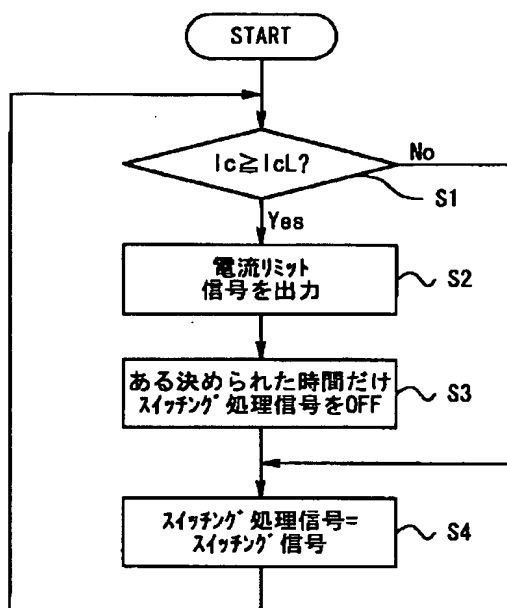 START
Ic≧IcL?
No
S1
Yes
電流リミット
信号を出力
S2
ある決められた時間だけ
スイッチング処理信号をOFF
S3
スイッチング処理信号=
スイッチング信号
S4